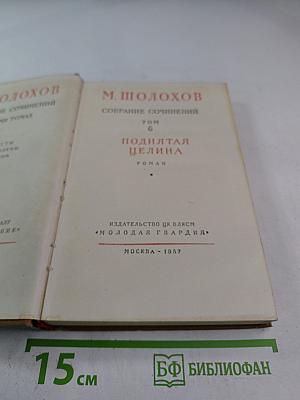 М. ШОЛОХОВ
СОБРАНИЕ СОЧИНЕНИЙ
ТОМ
6
ПОДНЯТАЯ
ЦЕЛИНА
РОМАН
ИЗДАТЕЛЬСТВО ЦК ВЛКСМ
«МОЛОДАЯ ГВАРДИЯ»
МОСКВА - 1957
15 см
БФ БИБЛИОФАН